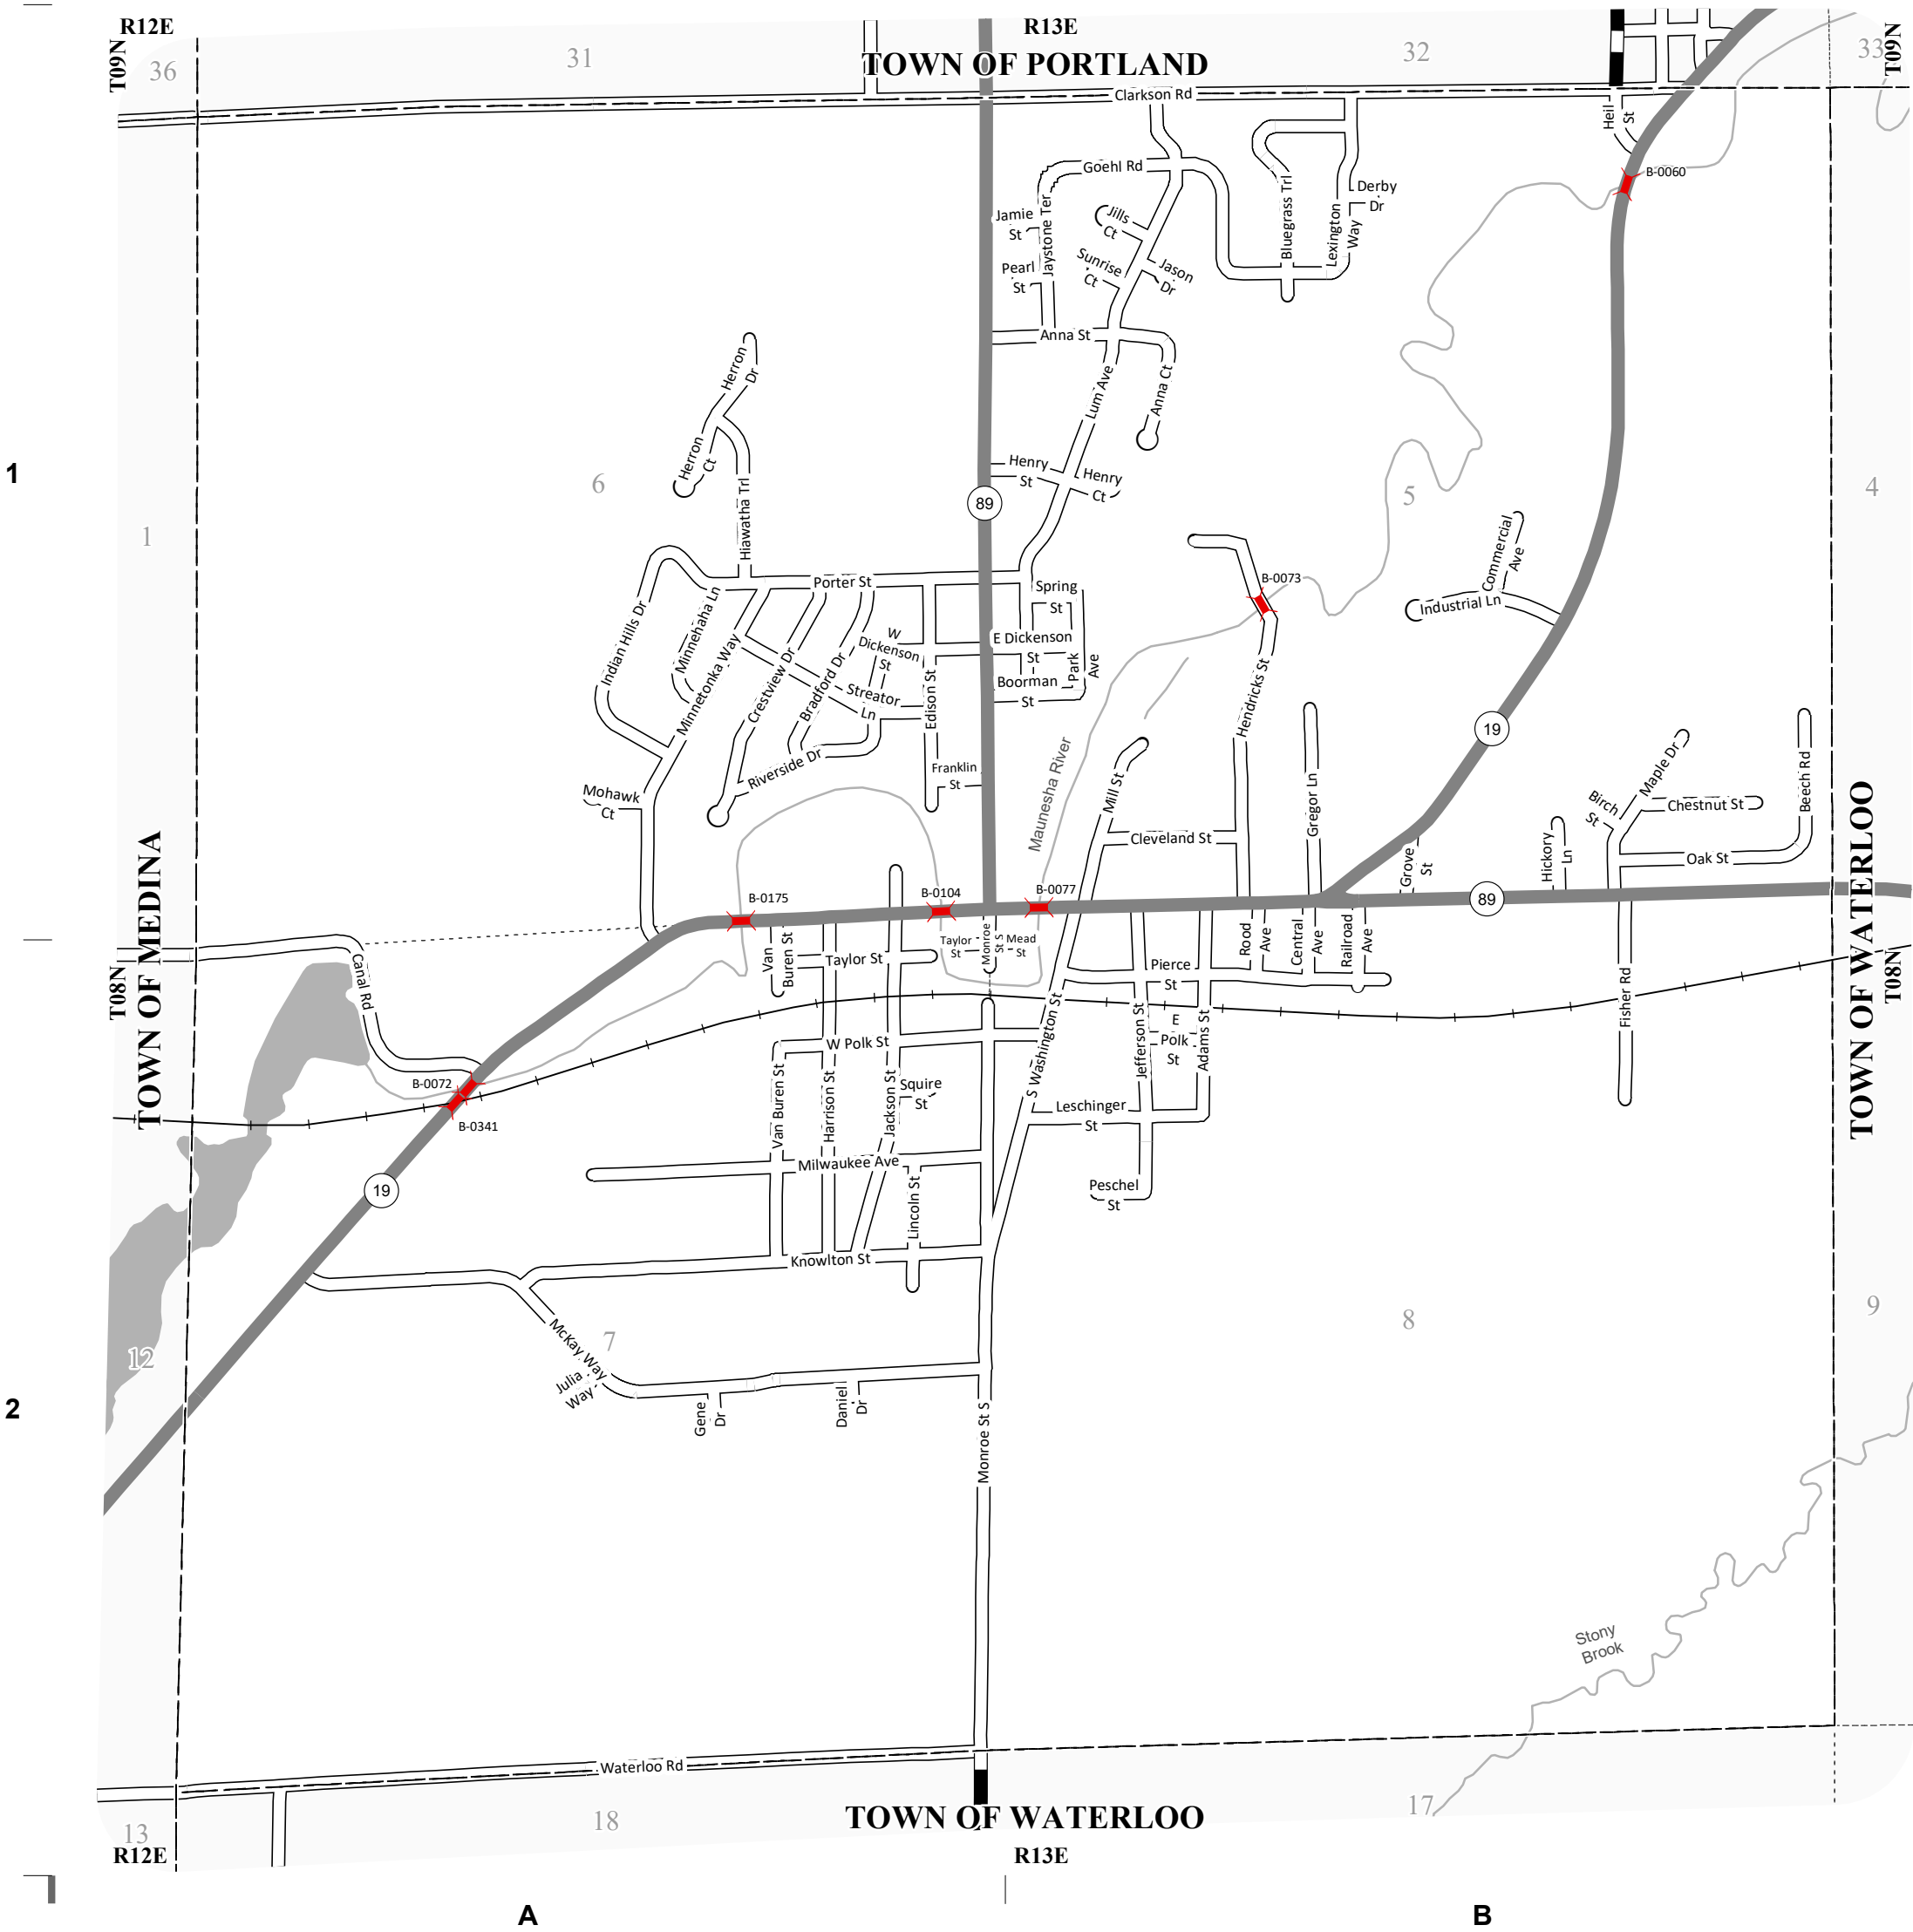 R12E
R13E
T09N
36
31
TOWN OF PORTLAND
32
33
T09N
Clarkson Rd
Heil
St
Goehl Rd
B-0060
Derby
Dr
Jamie
St
Jaystone Ter
Jills
Ct
Bluegrass Trl
Lexington
Way
Pearl
St
Sunrise
Ct
Jason
Dr
Anna St
Herron
Dr
Lum Ave
Anna Ct
Herron
Ct
Henry
St
Henry
Ct
1
6
89
5
4
1
Hiawatha Trl
Commercial
Ave
Porter St
Spring
St
B-0073
Industrial Ln
Indian Hills Dr
Minnehaha Ln
Minnetonka Way
Crestview Dr
Bradford Dr
W
Dickenson
St
E Dickenson
St
Park
Ave
Streator
Ln
Edison St
Boorman
St
Hendricks St
19
Riverside Dr
Franklin
St
Maunesha River
Mill St
Gregor Ln
Maple Dr
Beech Rd
Mohawk
Ct
Birch
St
Chestnut St
Cleveland St
Grove
St
Hickory
Ln
Oak St
TOWN OF MEDINA
TOWN OF WATERLOO
B-0175
B-0104
B-0077
89
Van
Buren St
Taylor St
Taylor
St
Monroe
St S
Mead
St
Rood
Ave
Central
Ave
Railroad
Ave
Pierce
St
T08N
T08N
Canal Rd
Fisher Rd
S Washington St
Jefferson St
E
Polk
St
Adams St
W Polk St
B-0072
B-0341
Van Buren St
Harrison St
Jackson St
Squire
St
Leschinger
St
Milwaukee Ave
Lincoln St
Peschel
St
19
Knowlton St
7
8
9
12
McKay Way
Julia
Way
Gene
Dr
Daniel
Dr
2
Monroe St S
Stony
Brook
Waterloo Rd
13
18
TOWN OF WATERLOO
17
R12E
R13E
A
B